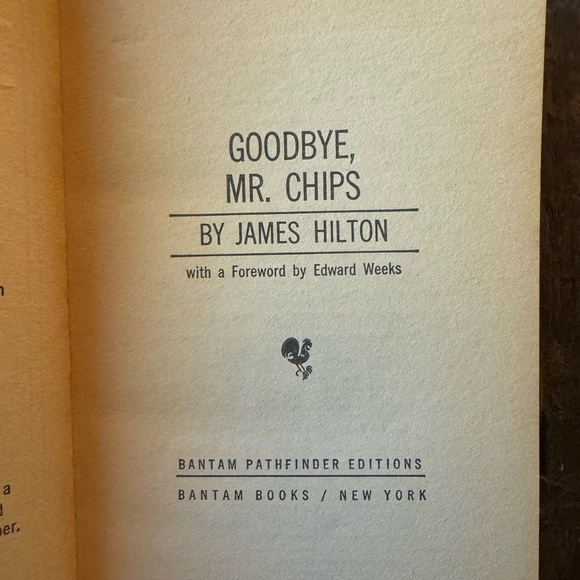 GOODBYE,
MR. CHIPS
BY JAMES HILTON
with a Foreword by Edward Weeks
BANTAM PATHFINDER EDITIONS
BANTAM BOOKS / NEW YORK
a